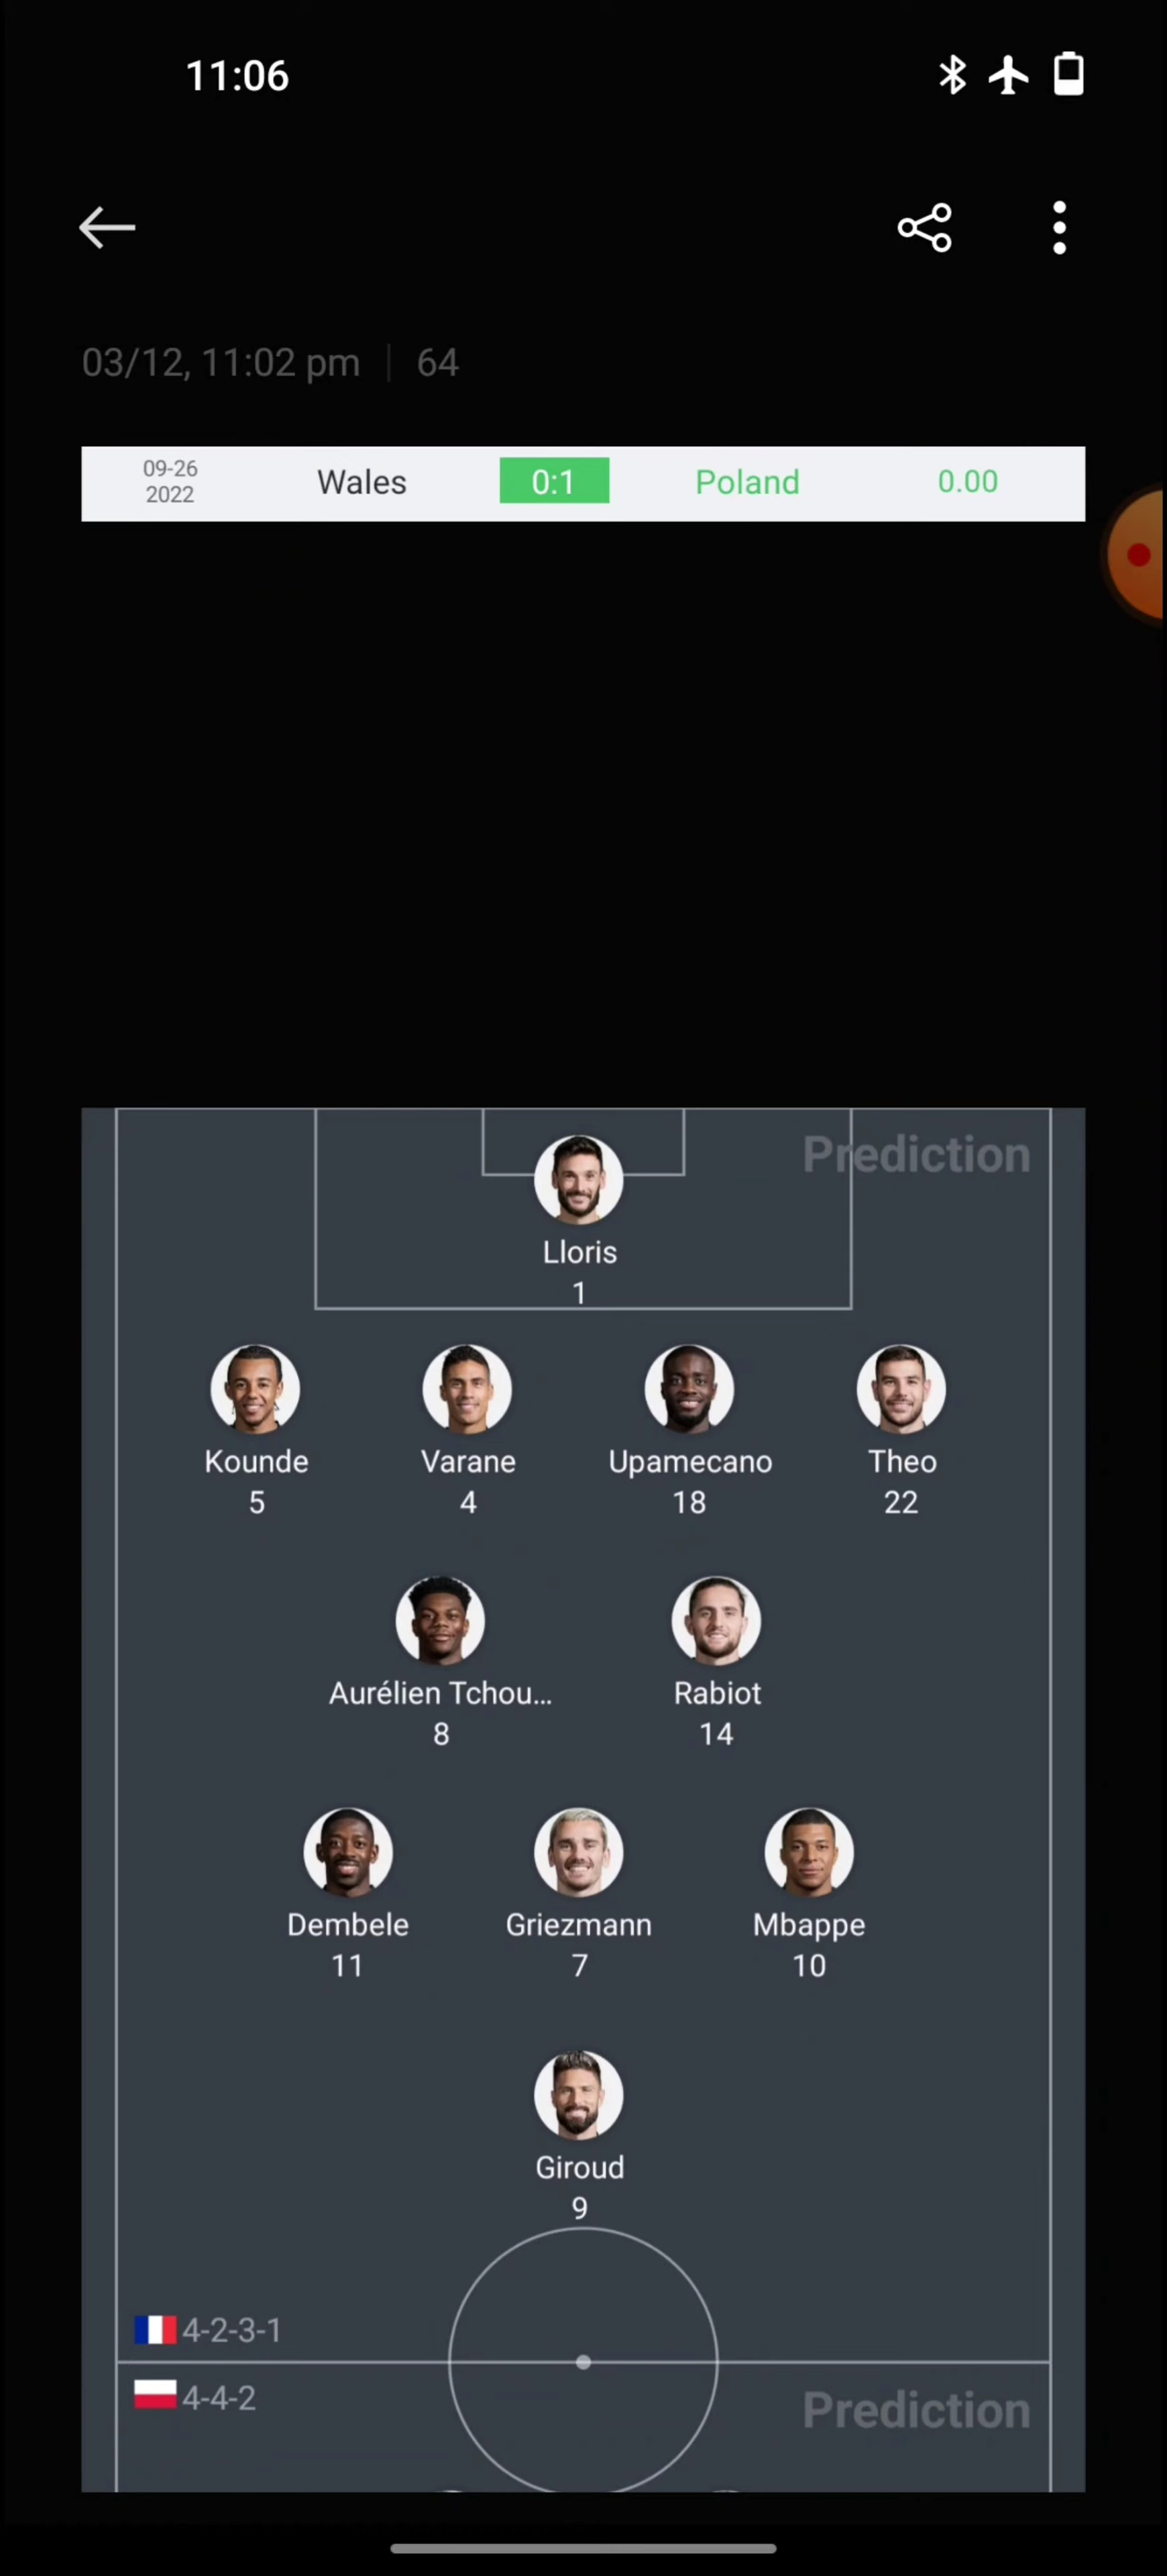 11:06
03/12, 11:02 pm 64
09-26
2022
Wales 0:1 Poland 0.00
Prediction
Lloris
1
Kounde Varane Upamecano Theo
5 4 18 22
Aurélien Tchou... Rabiot
8 14
Dembele Griezmann Mbappe
11 7 10
Giroud
9
4-2-3-1
4-4-2
Prediction